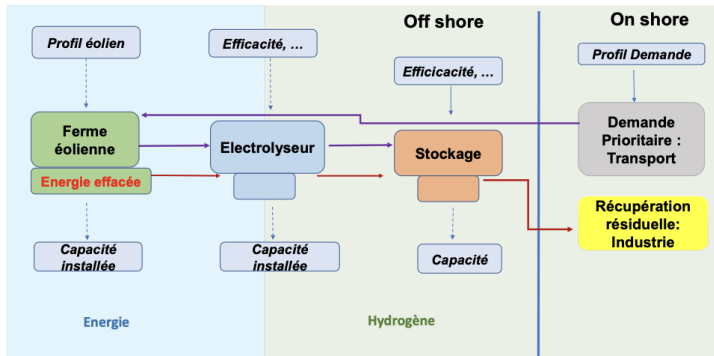 Off shore
On shore
Profil éolien
Efficacité, ...
Efficicacité, ...
Profil Demande
Ferme
éolienne
Energie effacée
Electrolyseur
Stockage
Demande
Prioritaire :
Transport
Récupération
résiduelle:
Industrie
Capacité
installée
Capacité
installée
Capacité
Energie
Hydrogène